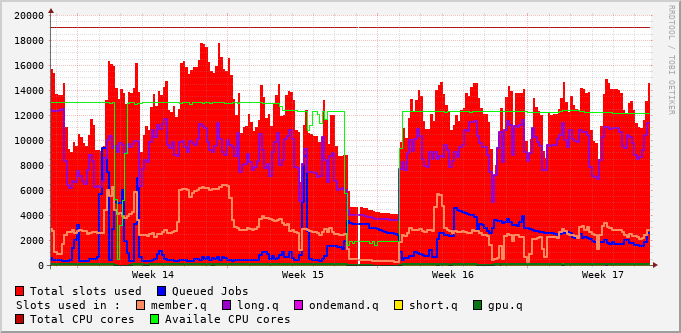 20000
18000
16000
14000
12000
10000
8000
6000
4000
2000
0
Week 14 Week 15 Week 16 Week 17
RRDTOOL / TOBI OETIKER
Total slots used Queued Jobs
Slots used in : member.q long.q ondemand.q short.q gpu.q
Total CPU cores Availale CPU cores